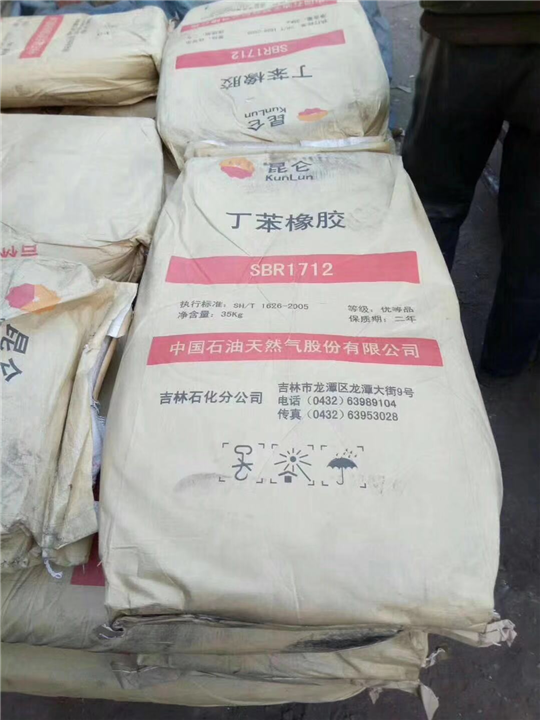 SBR1712
丁苯橡胶
昆仑
KunLun
昆仑
KunLun
丁苯橡胶
SBR1712
执行标准: SH/T 1626-2005
等级: 优等品
净含量: 35Kg
保质期: 二年
中国石油天然气股份有限公司
吉林石化分公司
吉林市龙潭区龙潭大街9号
电话 (0432) 63989104
传真 (0432) 63953028
昆仑